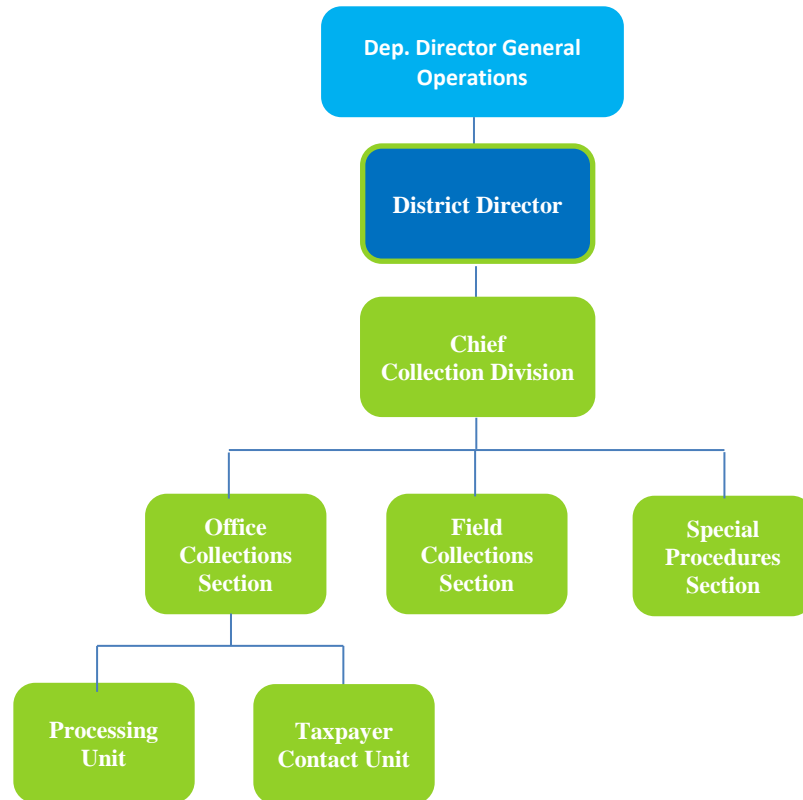 Dep. Director General
Operations
District Director
Chief
Collection Division
Office
Collections
Section
Field
Collections
Section
Special
Procedures
Section
Processing
Unit
Taxpayer
Contact Unit